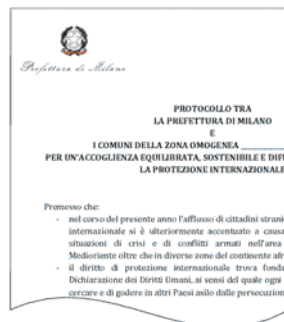 Prefettura di Milano
PROTOCOLLO TRA
LA PREFETTURA DI MILANO
E
I COMUNI DELLA ZONA OMOGENEA ____________
PER UN'ACCOGLIENZA EQUILIBRATA, SOSTENIBILE E DIF
LA PROTEZIONE INTERNAZIONALE
Premesso che:
- nel corso del presente anno l'afflusso di cittadini strani
internazionale si è ulteriormente accentuato a causa
situazioni di crisi e di conflitti armati nell'area
Medioriente oltre che in diverse zone del continente afr
- il diritto di protezione internazionale trova fonda
Dichiarazione dei Diritti Umani, ai sensi del quale ogni
cercare e di godere in altri Paesi asilo dalle persecuzion